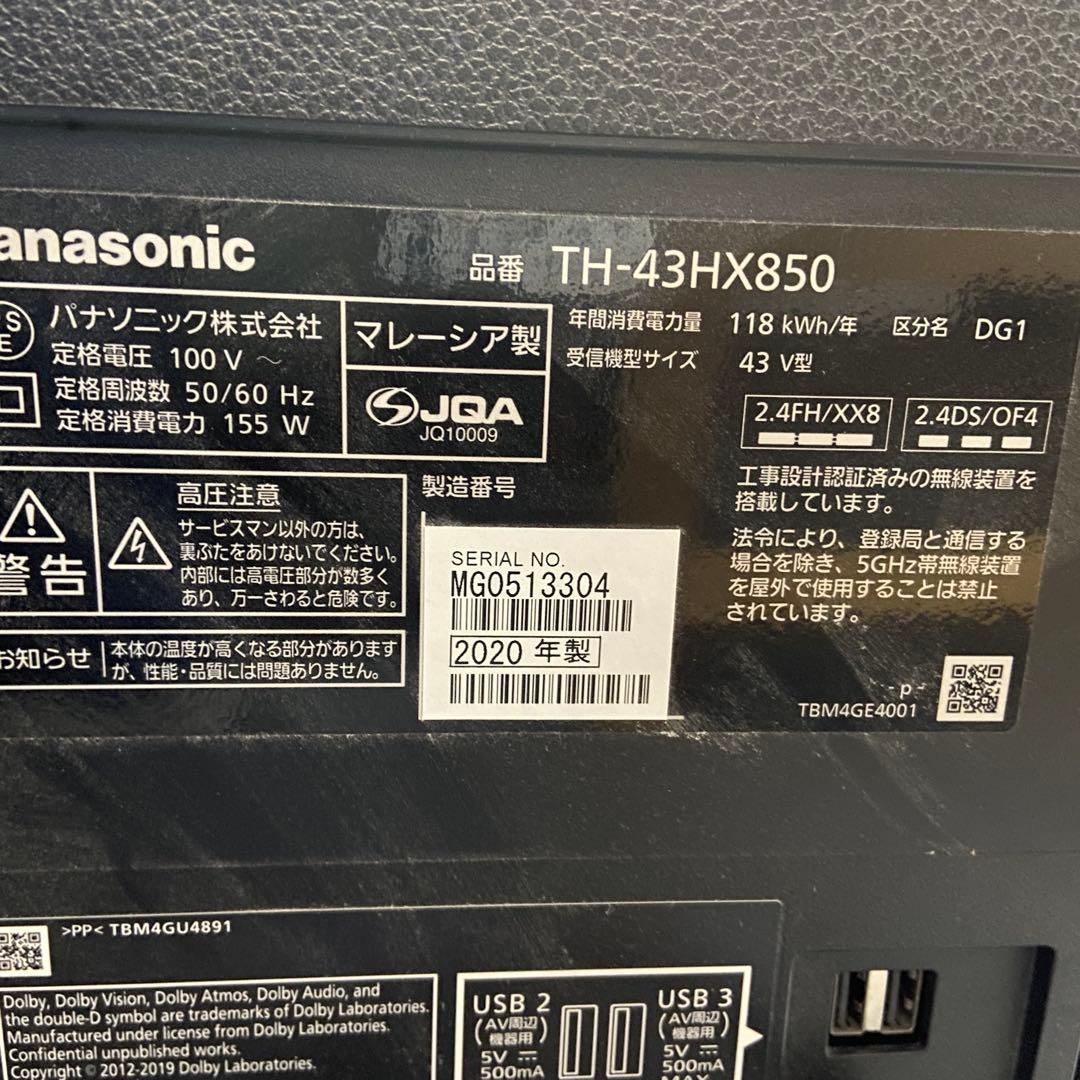 anasonic
品番 TH-43HX850
パナソニック株式会社
定格電圧 100 V ～
定格周波数 50/60 Hz
定格消費電力 155 W
マレーシア製
JQA
JQ10009
年間消費電力量 118 kWh/年 区分名 DG1
受信機型サイズ 43 V型
2.4FH/XX8
2.4DS/OF4
工事設計認証済みの無線装置を
搭載しています。
法令により、登録局と通信する
場合を除き、5GHz帯無線装置
を屋外で使用することは禁止
されています。
警告
高圧注意
サービスマン以外の方は、
裏ぶたをあけないでください。
内部には高電圧部分が数多く
あり、万一さわると危険です。
お知らせ
本体の温度が高くなる部分があります
が、性能・品質には問題ありません。
製造番号
SERIAL NO.
MG0513304
2020 年製
-p-
TBM4GE4001
>PP< TBM4GU4891
Dolby, Dolby Vision, Dolby Atmos, Dolby Audio, and
the double-D symbol are trademarks of Dolby Laboratories.
Manufactured under license from Dolby Laboratories.
Confidential unpublished works.
Copyright © 2012-2019 Dolby Laboratories.
USB 2
(AV周辺
機器用)
5V ⎓
500mA
USB 3
(AV周辺
機器用)
5V ⎓
500mA
MAX